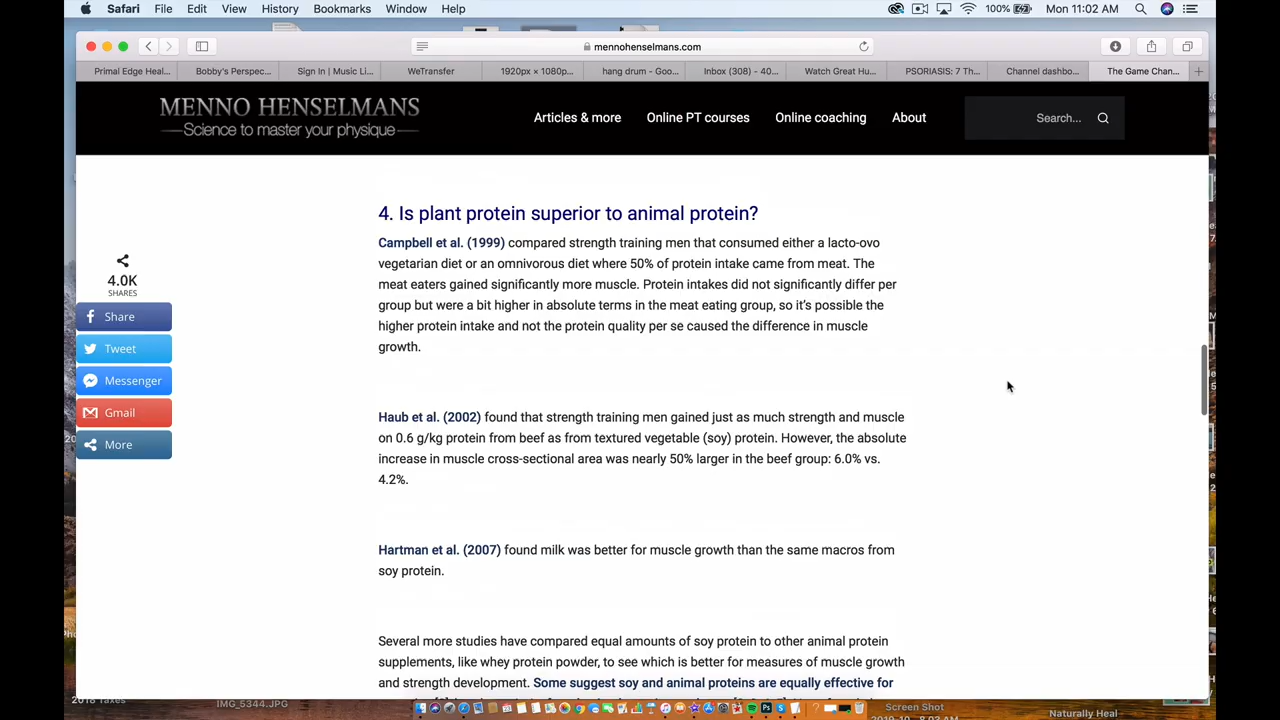 Safari File Edit View History Bookmarks Window Help 100% Mon 11:02 AM
mennohenselmans.com
Primal Edge Heal... Bobby's Perspec... Sign In | Music Li... WeTransfer 1920px × 1080p... hang drum - Goo... Inbox (308) - 40... Watch Great Hu... PSORIASIS: 7 Th... Channel dashbo... The Game Chan...
MENNO HENSELMANS
Science to master your physique
Articles & more Online PT courses Online coaching About Search...
4. Is plant protein superior to animal protein?
Campbell et al. (1999) compared strength training men that consumed either a lacto-ovo
vegetarian diet or an omnivorous diet where 50% of protein intake came from meat. The
meat eaters gained significantly more muscle. Protein intakes did not significantly differ per
group but were a bit higher in absolute terms in the meat eating group, so it's possible the
higher protein intake and not the protein quality per se caused the difference in muscle
growth.
4.0K
SHARES
Share
Tweet
Messenger
Gmail
More
Haub et al. (2002) found that strength training men gained just as much strength and muscle
on 0.6 g/kg protein from beef as from textured vegetable (soy) protein. However, the absolute
increase in muscle cross-sectional area was nearly 50% larger in the beef group: 6.0% vs.
4.2%.
Hartman et al. (2007) found milk was better for muscle growth than the same macros from
soy protein.
Several more studies have compared equal amounts of soy protein to other animal protein
supplements, like whey protein powder, to see which is better for measures of muscle growth
and strength development. Some suggest soy and animal proteins are equally effective for
2018 Taxes
IMG_5344.JPG
Screen Shot
Naturally Heal